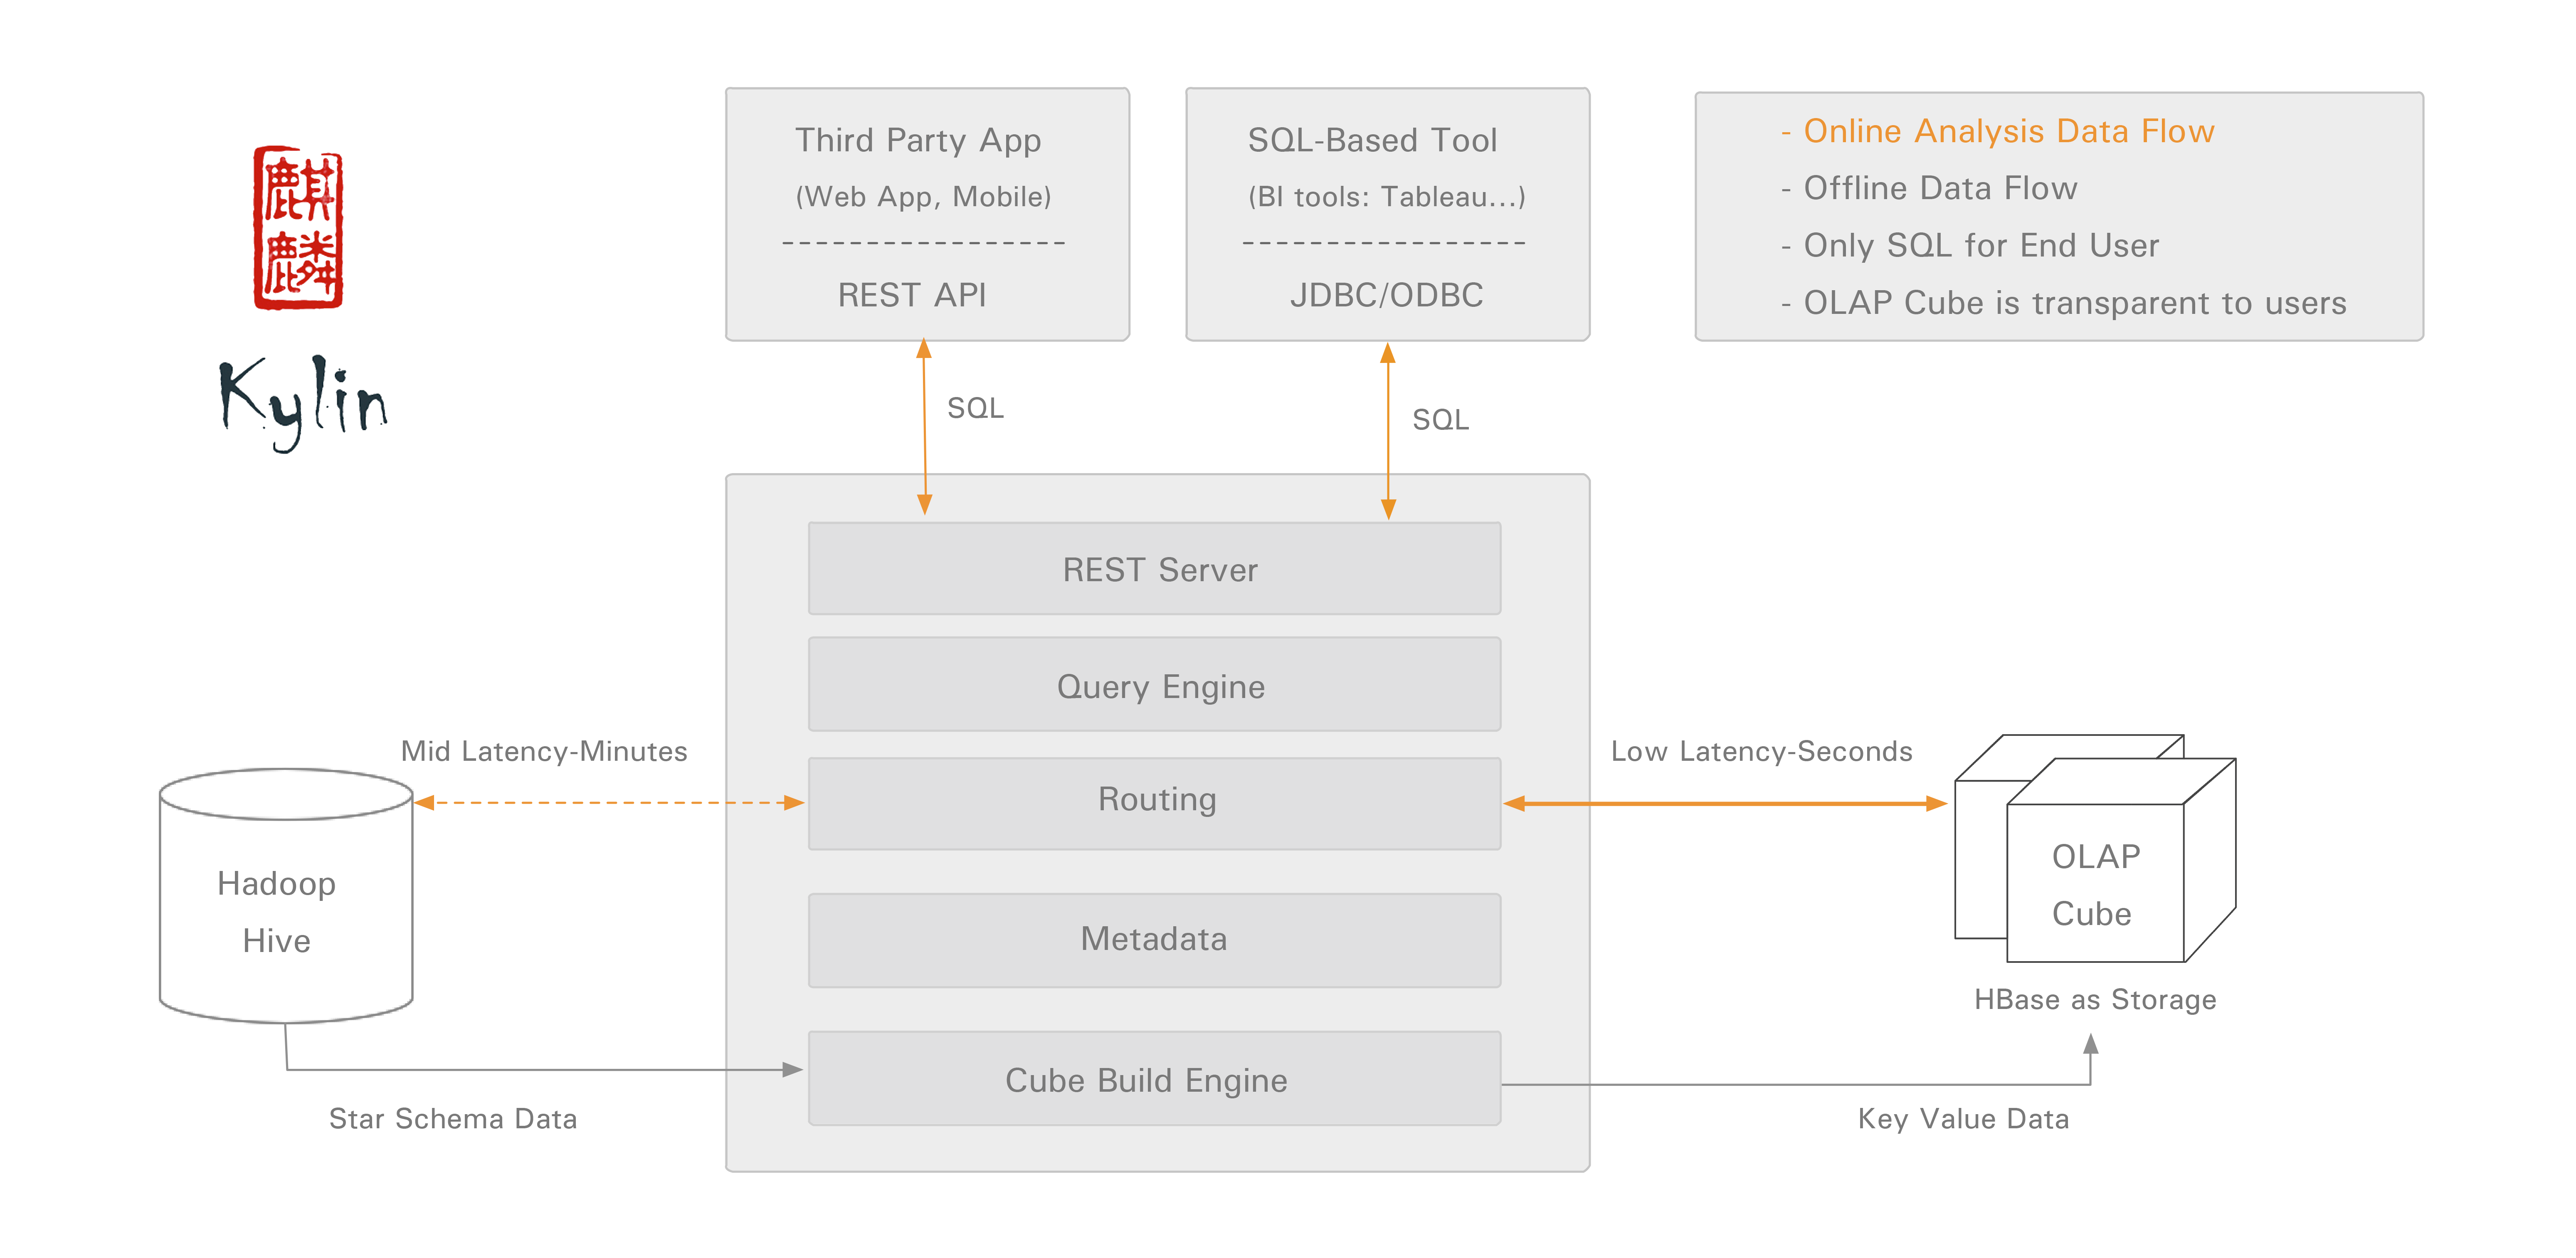 麒
麟
Kylin
Third Party App
(Web App, Mobile)
REST API
SQL-Based Tool
(BI tools: Tableau...)
JDBC/ODBC
- Online Analysis Data Flow
- Offline Data Flow
- Only SQL for End User
- OLAP Cube is transparent to users
SQL
SQL
REST Server
Query Engine
Routing
Metadata
Cube Build Engine
Mid Latency-Minutes
Low Latency-Seconds
Hadoop
Hive
OLAP
Cube
HBase as Storage
Star Schema Data
Key Value Data